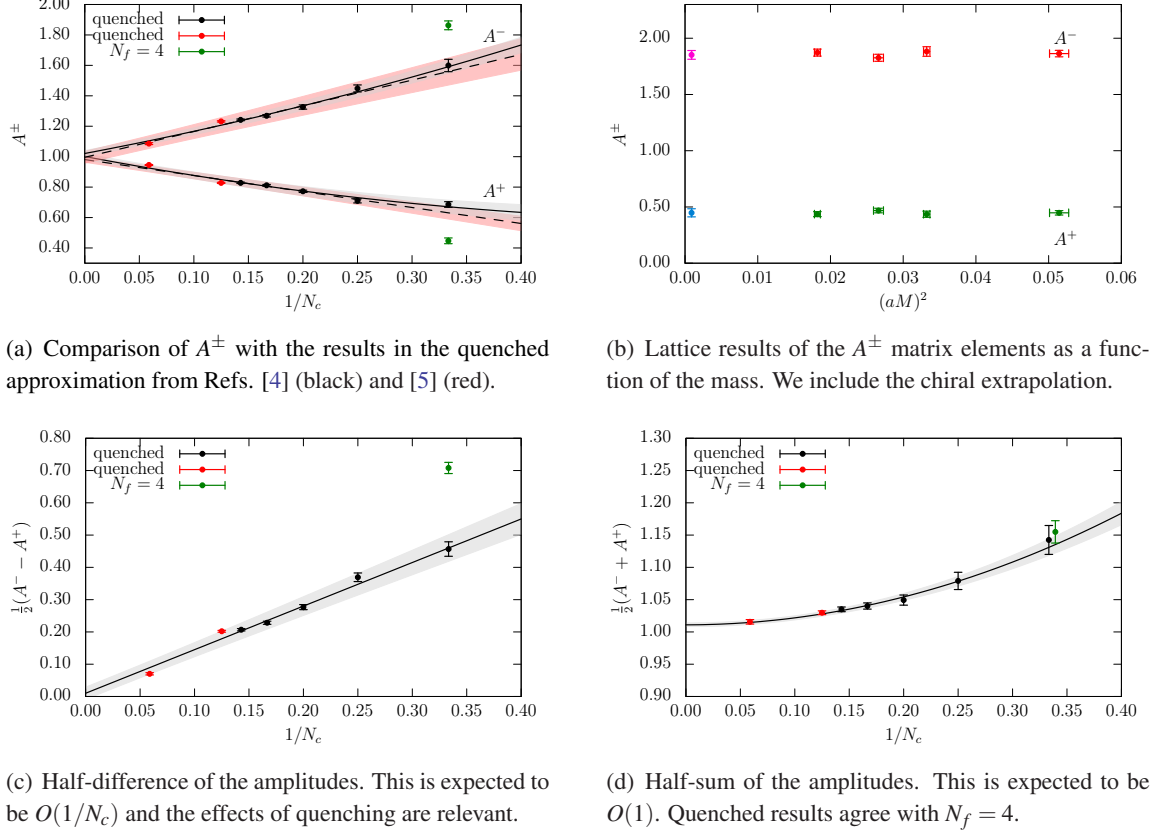 2.00
1.80
1.60
1.40
1.20
1.00
0.80
0.60
0.40
A^±
quenched
quenched
N_f = 4
A^−
A^+
0.00 0.05 0.10 0.15 0.20 0.25 0.30 0.35 0.40
1/N_c
(a) Comparison of A^± with the results in the quenched
approximation from Refs. [4] (black) and [5] (red).
2.00
1.50
1.00
0.50
0.00
A^±
A^−
A^+
0.00 0.01 0.02 0.03 0.04 0.05 0.06
(aM)^2
(b) Lattice results of the A^± matrix elements as a func-
tion of the mass. We include the chiral extrapolation.
0.80
0.70
0.60
0.50
0.40
0.30
0.20
0.10
0.00
½(A^− − A^+)
quenched
quenched
N_f = 4
0.00 0.05 0.10 0.15 0.20 0.25 0.30 0.35 0.40
1/N_c
(c) Half-difference of the amplitudes. This is expected to
be O(1/N_c) and the effects of quenching are relevant.
1.30
1.25
1.20
1.15
1.10
1.05
1.00
0.95
0.90
½(A^− + A^+)
quenched
quenched
N_f = 4
0.00 0.05 0.10 0.15 0.20 0.25 0.30 0.35 0.40
1/N_c
(d) Half-sum of the amplitudes. This is expected to be
O(1). Quenched results agree with N_f = 4.